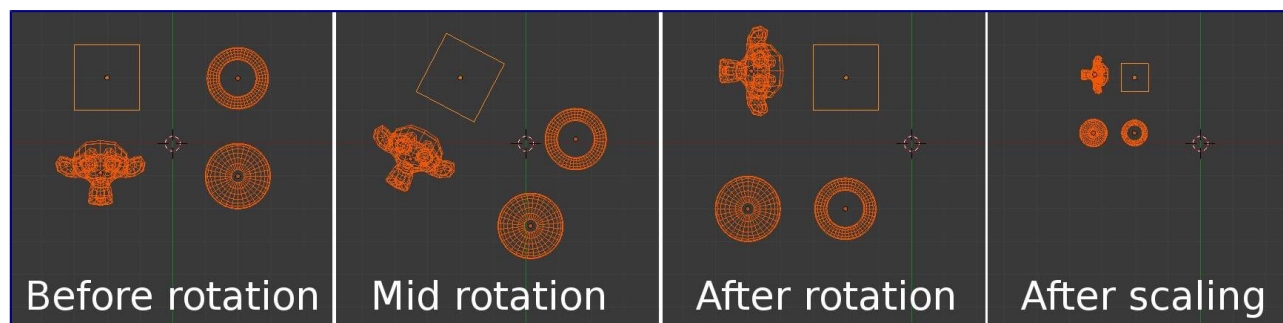 Before rotation
Mid rotation
After rotation
After scaling